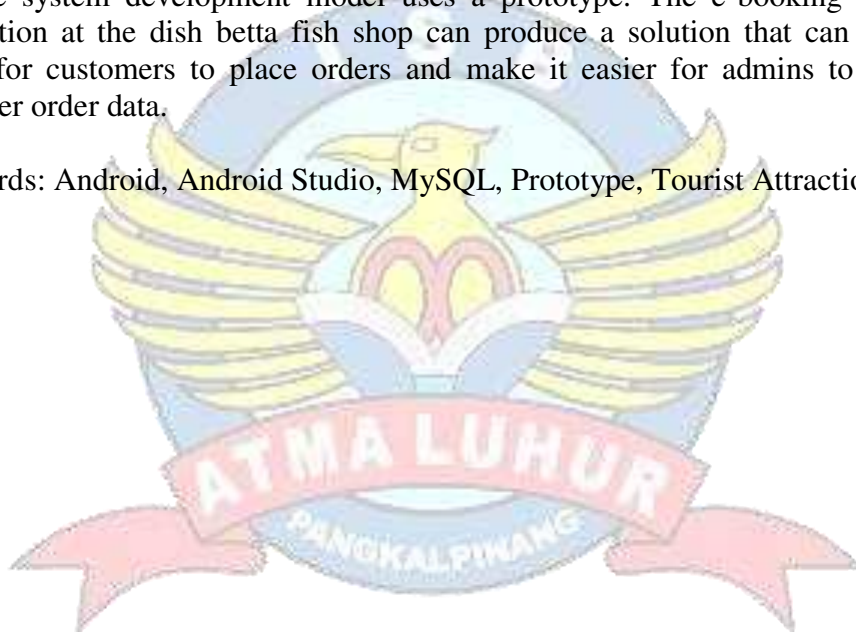 e system development model uses a prototype. The e-booking
tion at the dish betta fish shop can produce a solution that can
for customers to place orders and make it easier for admins to
er order data.
rds: Android, Android Studio, MySQL, Prototype, Tourist Attractio
ATMA LUHUR
PANGKALPINANG